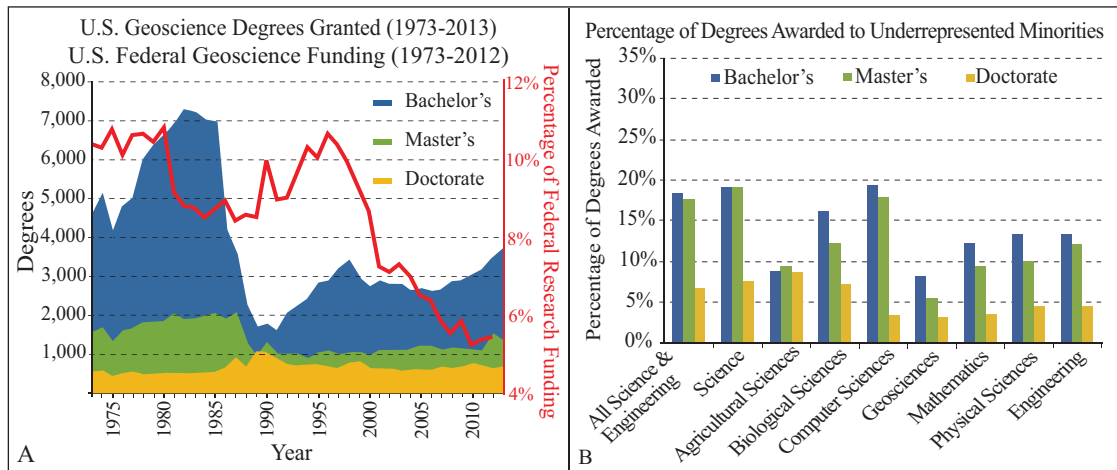 U.S. Geoscience Degrees Granted (1973-2013)
U.S. Federal Geoscience Funding (1973-2012)
8,000
7,000
6,000
5,000
4,000
3,000
2,000
1,000
Degrees
Bachelor's
Master's
Doctorate
12%
10%
8%
6%
4%
Percentage of Federal Research Funding
1975
1980
1985
1990
1995
2000
2005
2010
Year
A
Percentage of Degrees Awarded to Underrepresented Minorities
Bachelor's
Master's
Doctorate
35%
30%
25%
20%
15%
10%
5%
0%
Percentage of Degrees Awarded
All Science &
Engineering
Science
Agricultural Sciences
Biological Sciences
Computer Sciences
Geosciences
Mathematics
Physical Sciences
Engineering
B